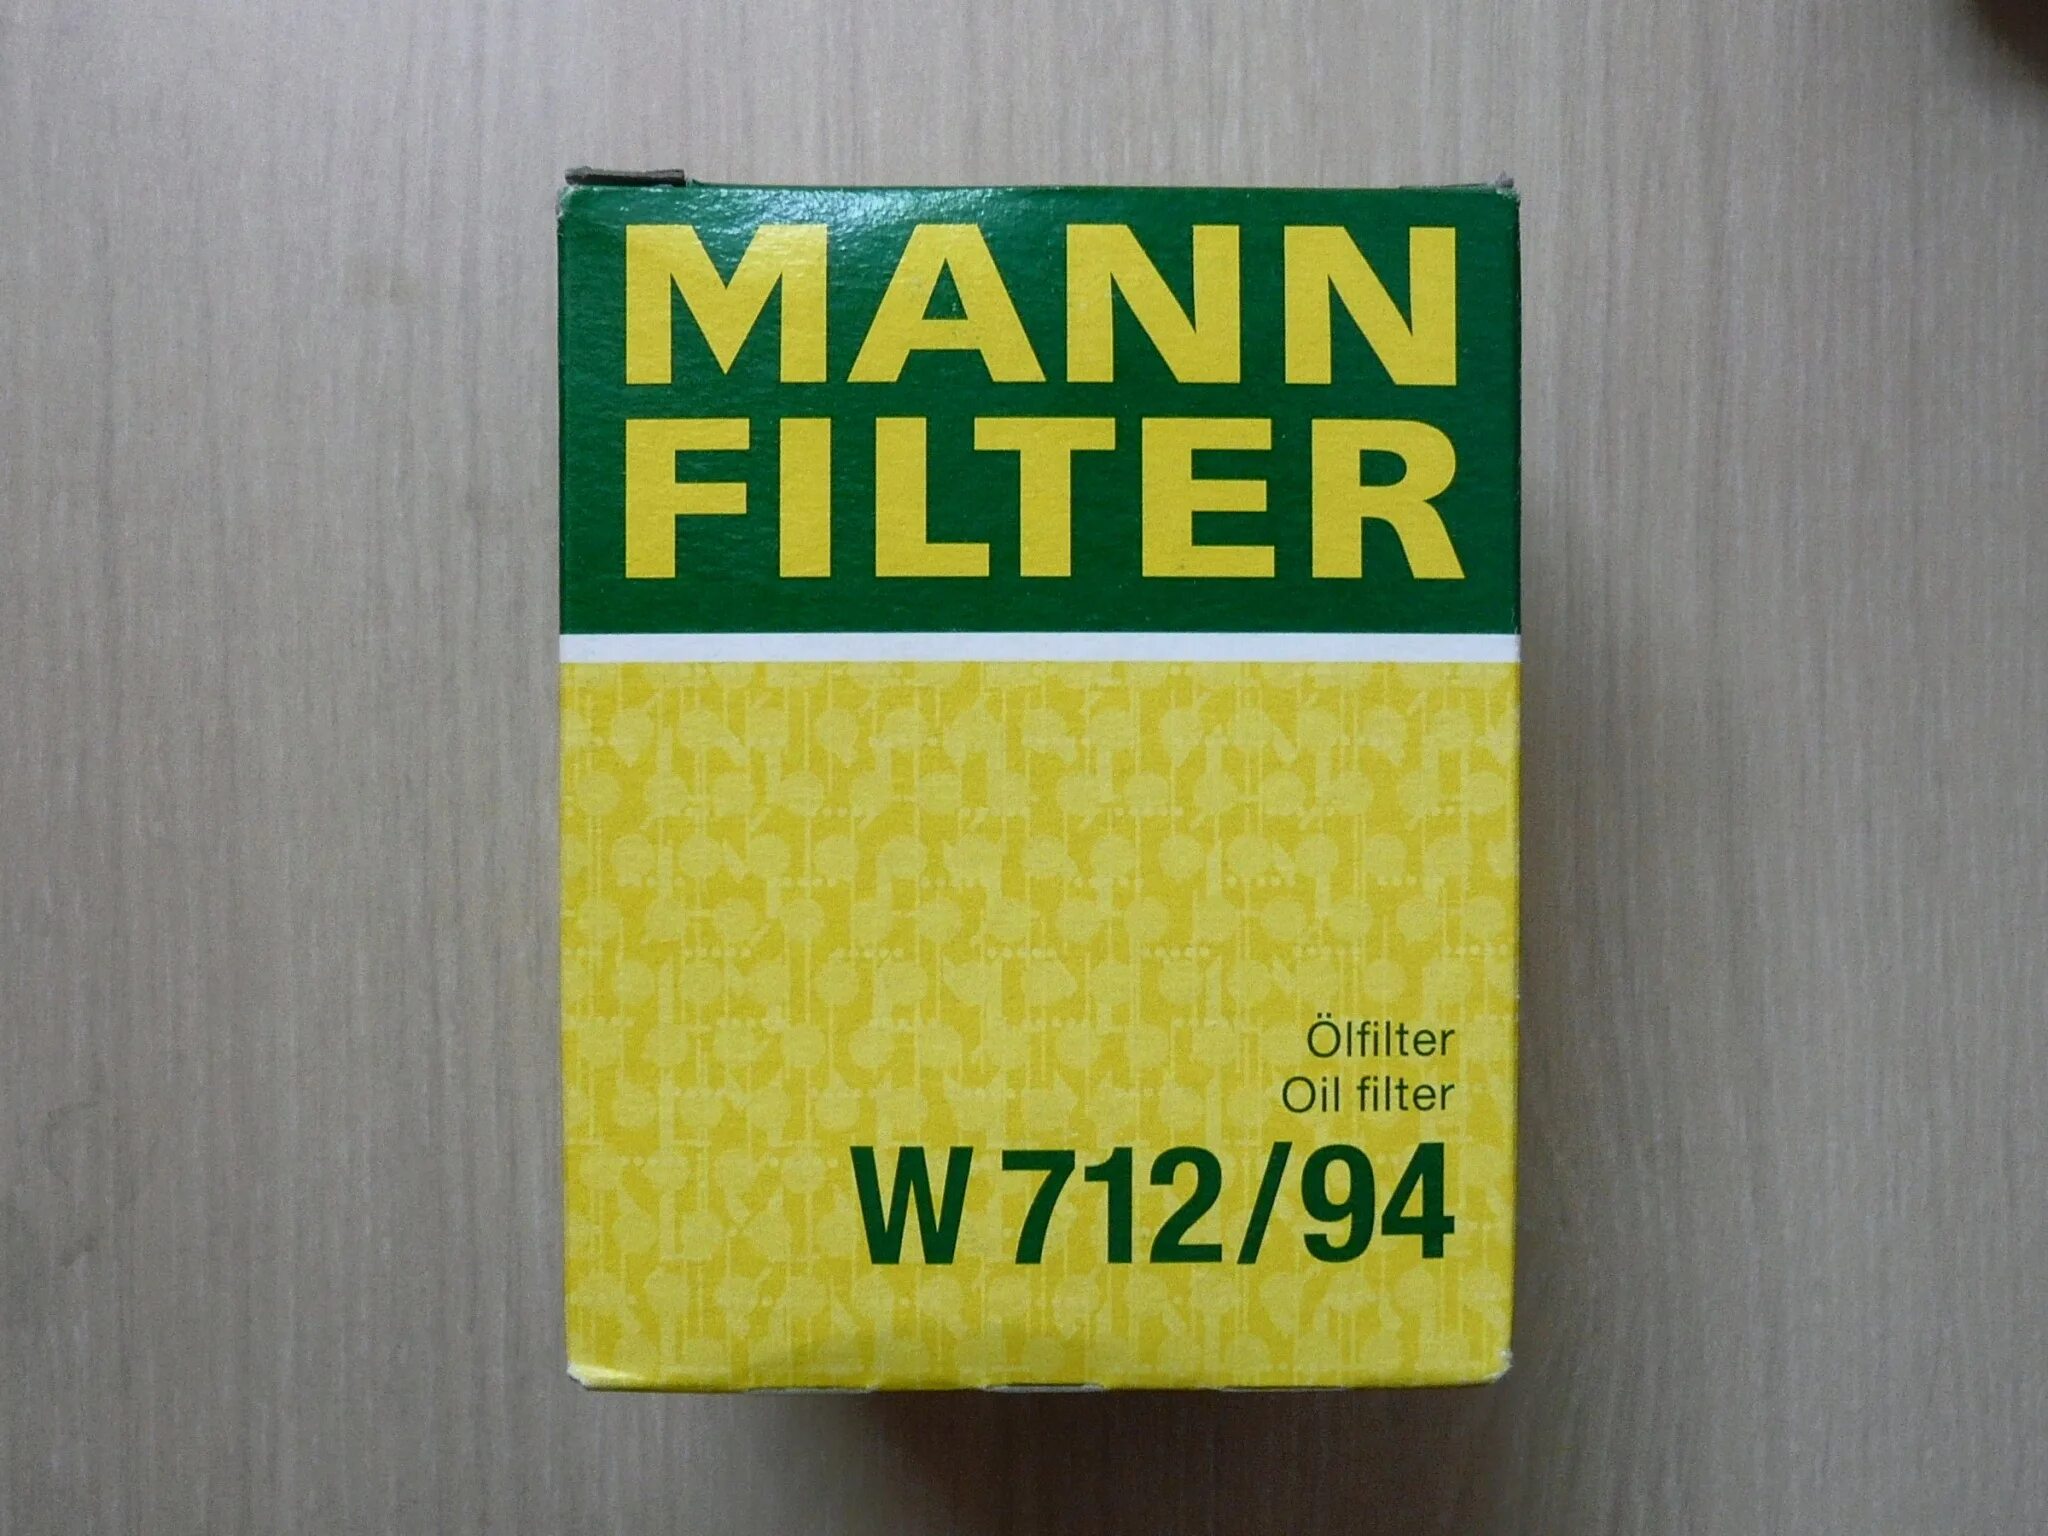 MANN
FILTER
Ölfilter
Oil filter
W 712/94